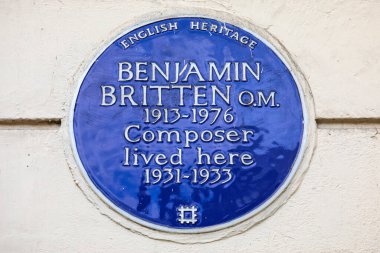 ENGLISH HERITAGE
BENJAMIN
BRITTEN O.M.
1913-1976
Composer
lived here
1931-1933